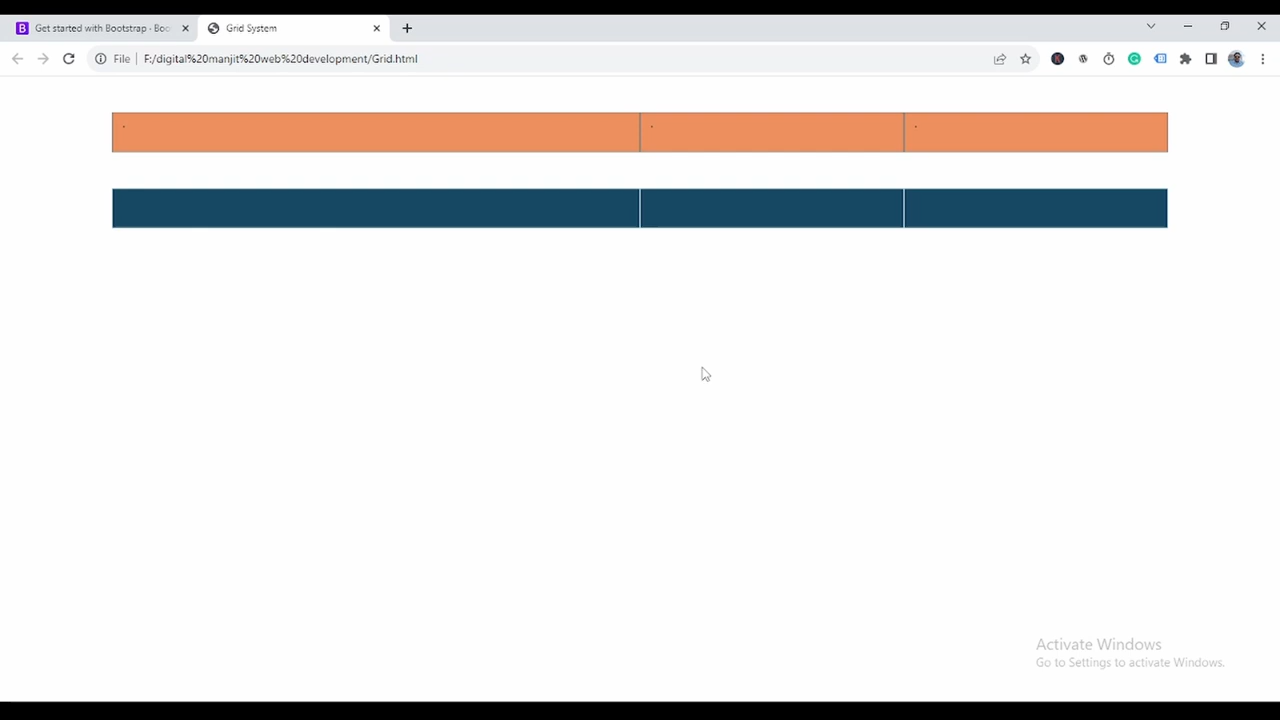 Get started with Bootstrap · Boo
Grid System
File
F:/digital%20manjit%20web%20development/Grid.html
Activate Windows
Go to Settings to activate Windows.